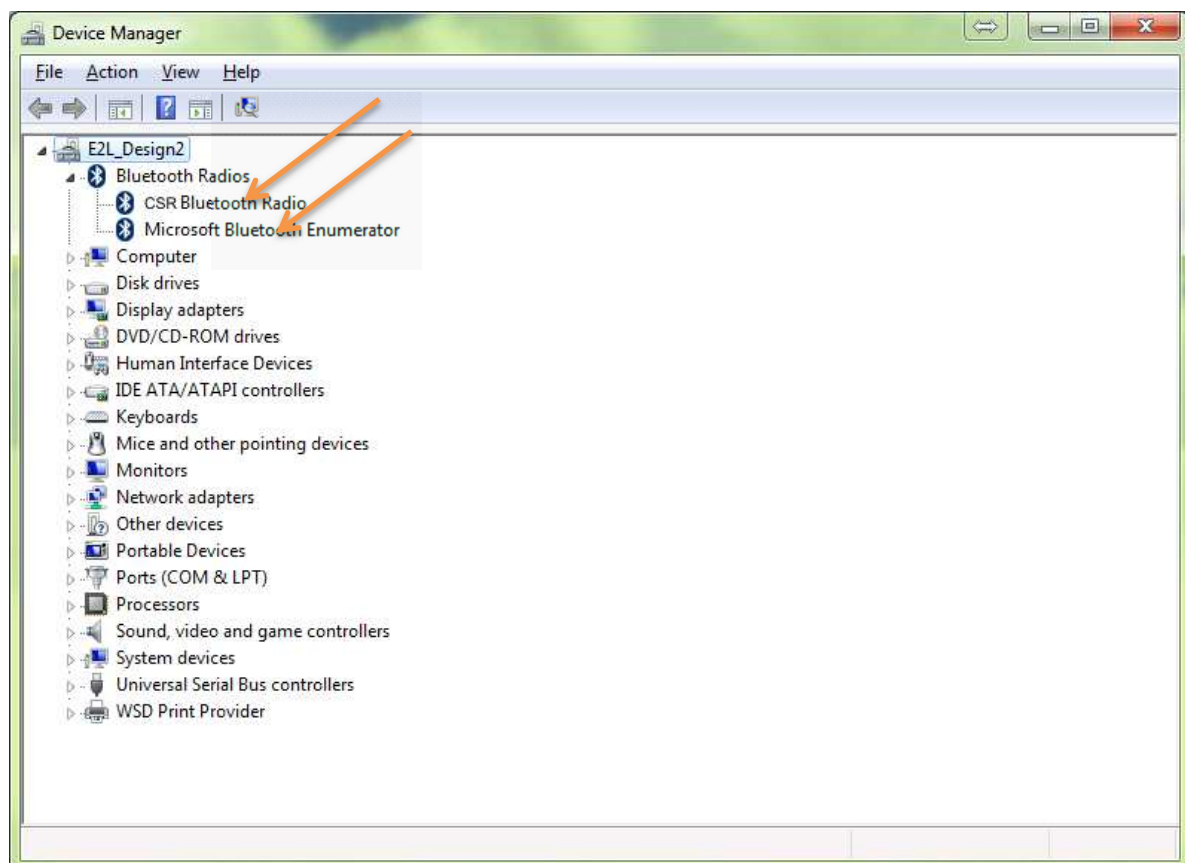 Device Manager
File Action View Help
E2L_Design2
Bluetooth Radios
CSR Bluetooth Radio
Microsoft Bluetooth Enumerator
Computer
Disk drives
Display adapters
DVD/CD-ROM drives
Human Interface Devices
IDE ATA/ATAPI controllers
Keyboards
Mice and other pointing devices
Monitors
Network adapters
Other devices
Portable Devices
Ports (COM & LPT)
Processors
Sound, video and game controllers
System devices
Universal Serial Bus controllers
WSD Print Provider